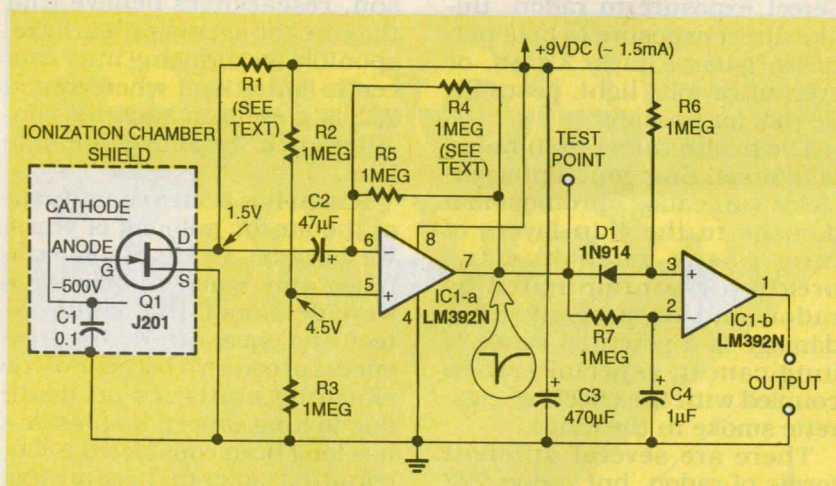 +9VDC (~ 1.5mA)
R1
(SEE
TEXT)
R2
1MEG
R4
1MEG
(SEE
TEXT)
R5
1MEG
R6
1MEG
TEST
POINT
IONIZATION CHAMBER
SHIELD
CATHODE
ANODE
G
D
S
-500V
Q1
J201
C1
0.1
1.5V
C2
47μF
+
6
-
5
+
8
7
4
IC1-a
LM392N
4.5V
R3
1MEG
D1
1N914
3
+
2
-
1
IC1-b
LM392N
R7
1MEG
+
C3
470μF
+
C4
1μF
OUTPUT